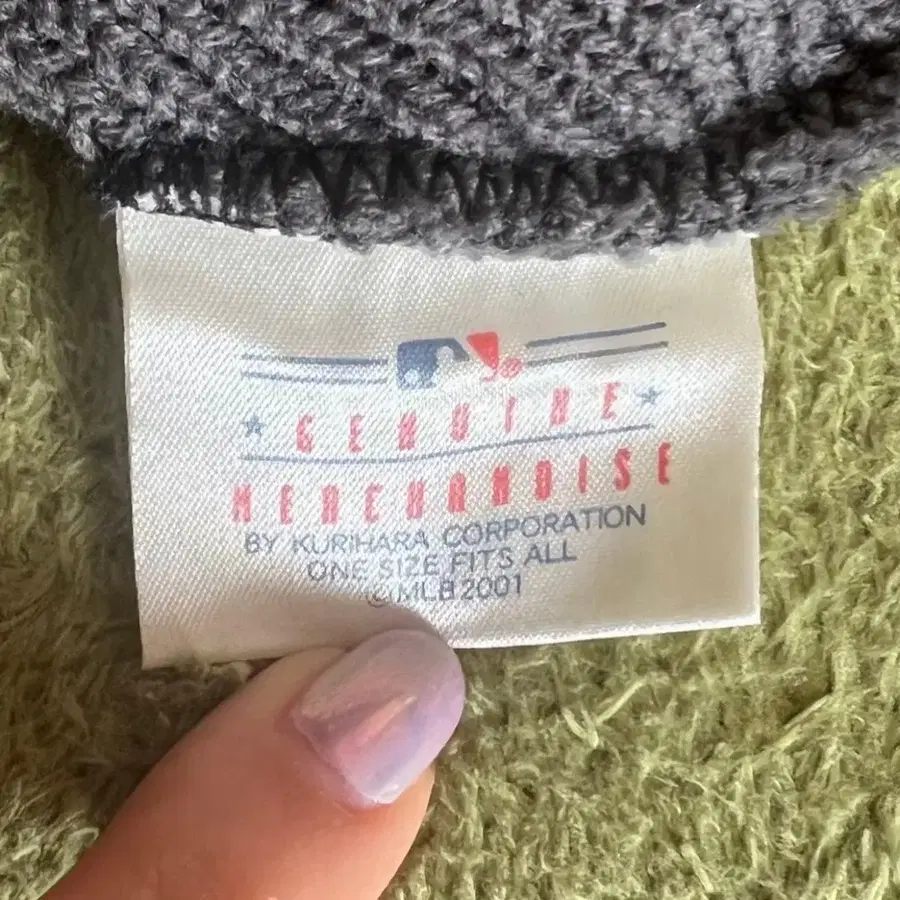 GENUINE
MERCHANDISE
BY KURIHARA CORPORATION
ONE SIZE FITS ALL
©MLB 2001